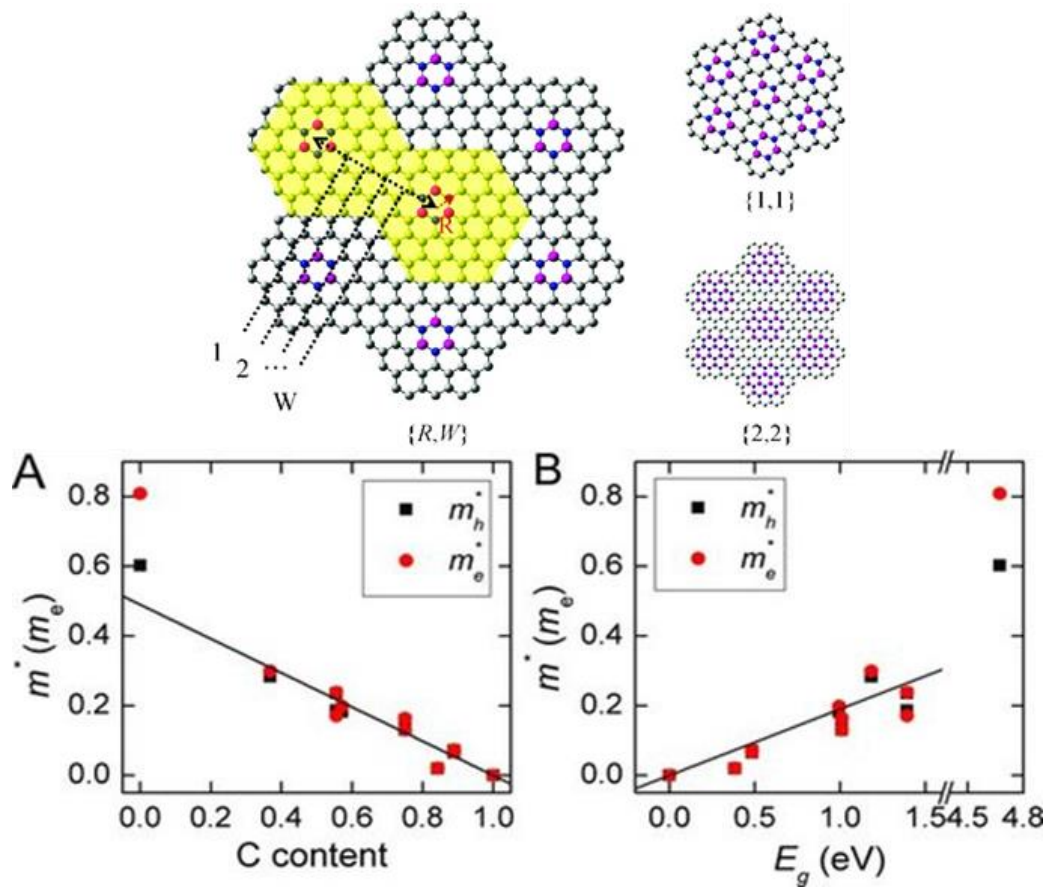 R
1
2
...
W
{R,W}
{1,1}
{2,2}
A
m*h
m*e
0.8
0.6
0.4
0.2
0.0
m* (me)
0.0 0.2 0.4 0.6 0.8 1.0
C content
B
m*h
m*e
0.8
0.6
0.4
0.2
0.0
m* (me)
0.0 0.5 1.0 1.5 4.5 4.8
Eg (eV)